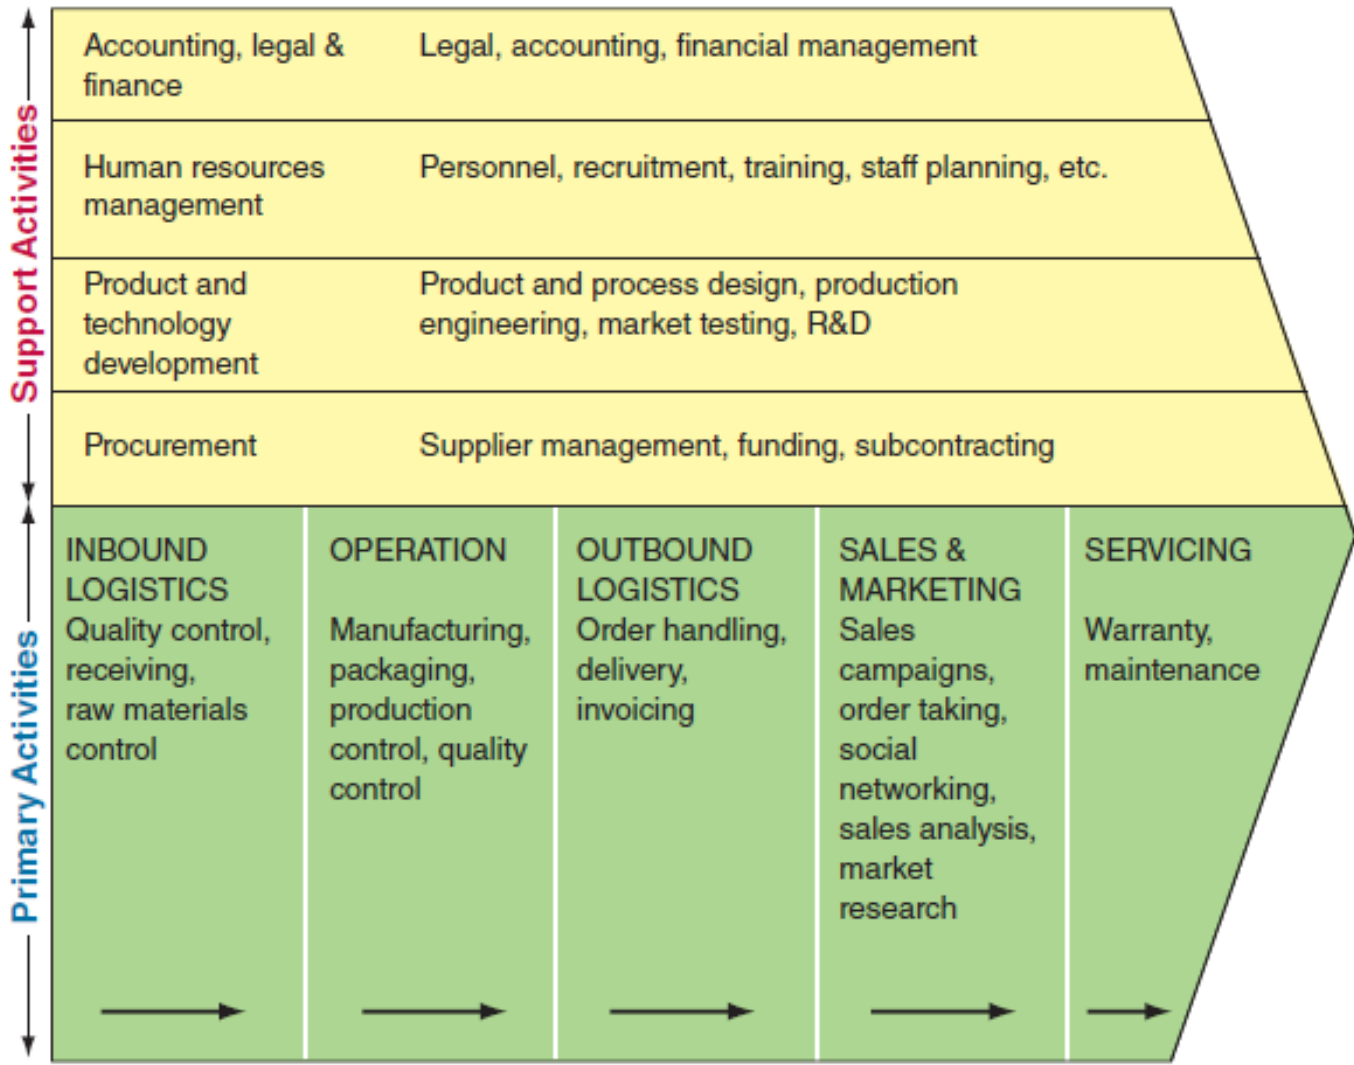 Support Activities
Accounting, legal &
finance
Legal, accounting, financial management
Human resources
management
Personnel, recruitment, training, staff planning, etc.
Product and
technology
development
Product and process design, production
engineering, market testing, R&D
Procurement
Supplier management, funding, subcontracting
Primary Activities
INBOUND
LOGISTICS
Quality control,
receiving,
raw materials
control
OPERATION
Manufacturing,
packaging,
production
control, quality
control
OUTBOUND
LOGISTICS
Order handling,
delivery,
invoicing
SALES &
MARKETING
Sales
campaigns,
order taking,
social
networking,
sales analysis,
market
research
SERVICING
Warranty,
maintenance